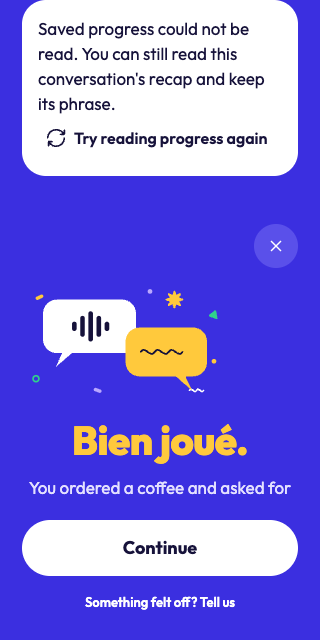 Saved progress could not be
read. You can still read this
conversation's recap and keep
its phrase.
Try reading progress again
Bien joué.
You ordered a coffee and asked for
Continue
Something felt off? Tell us